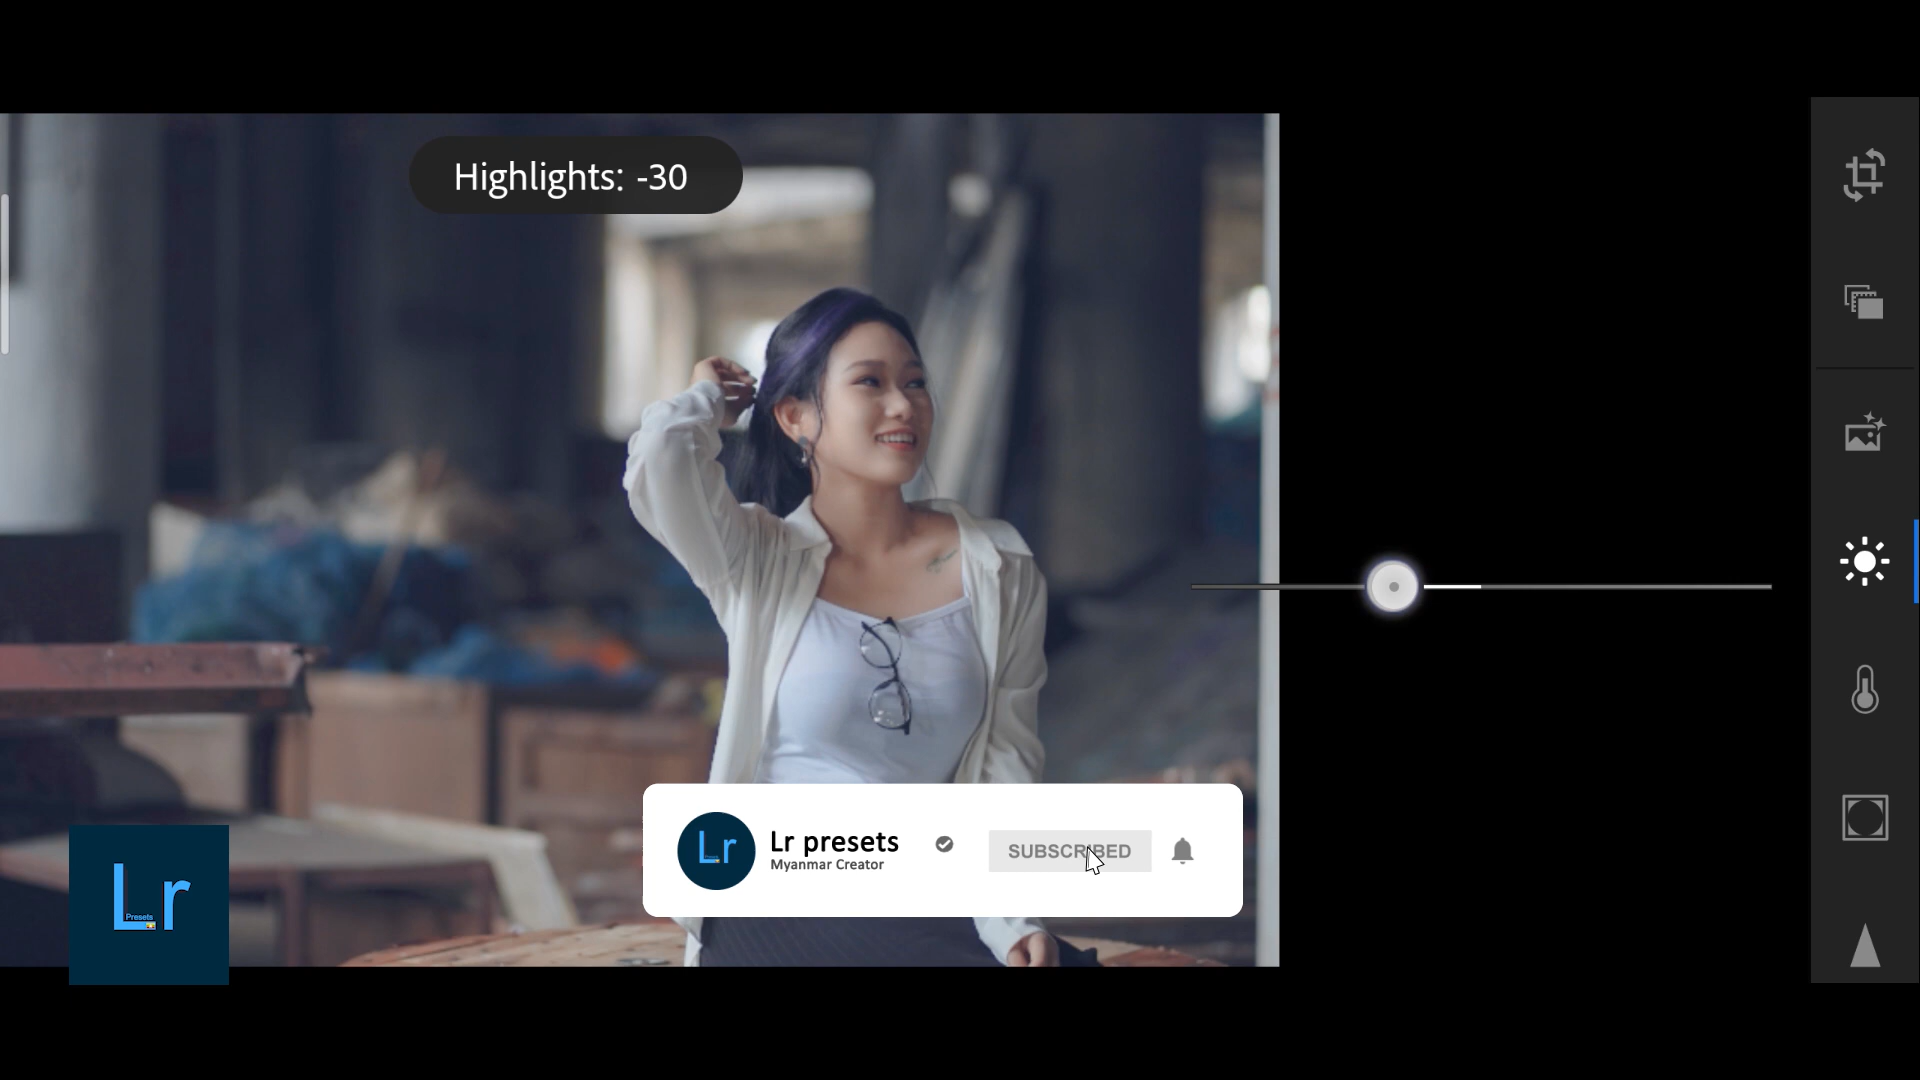 Highlights: -30
Lr presets
Myanmar Creator
SUBSCRIBED
Lr
Lr
Presets